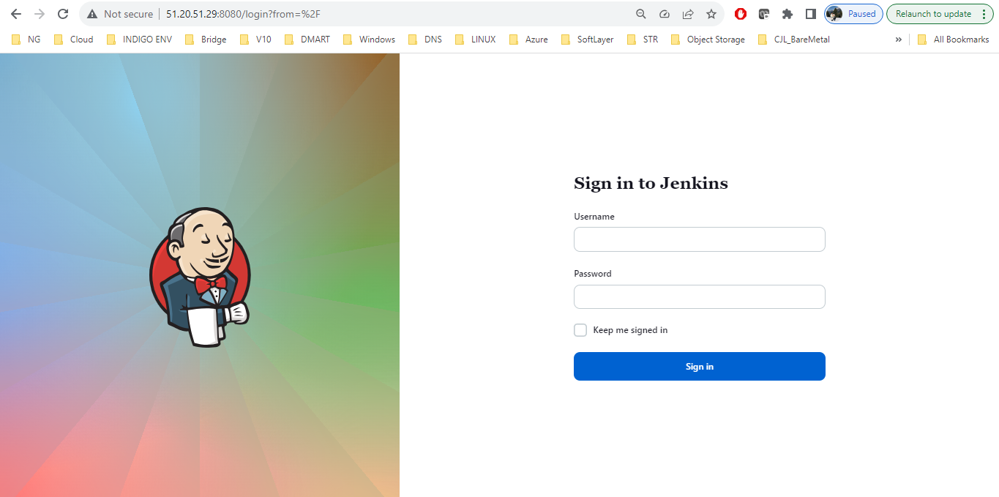 Not secure 51.20.51.29:8080/login?from=%2F Paused Relaunch to update
NG Cloud INDIGO ENV Bridge V10 DMART Windows DNS LINUX Azure SoftLayer STR Object Storage CJL_BareMetal » All Bookmarks
Sign in to Jenkins
Username
Password
Keep me signed in
Sign in